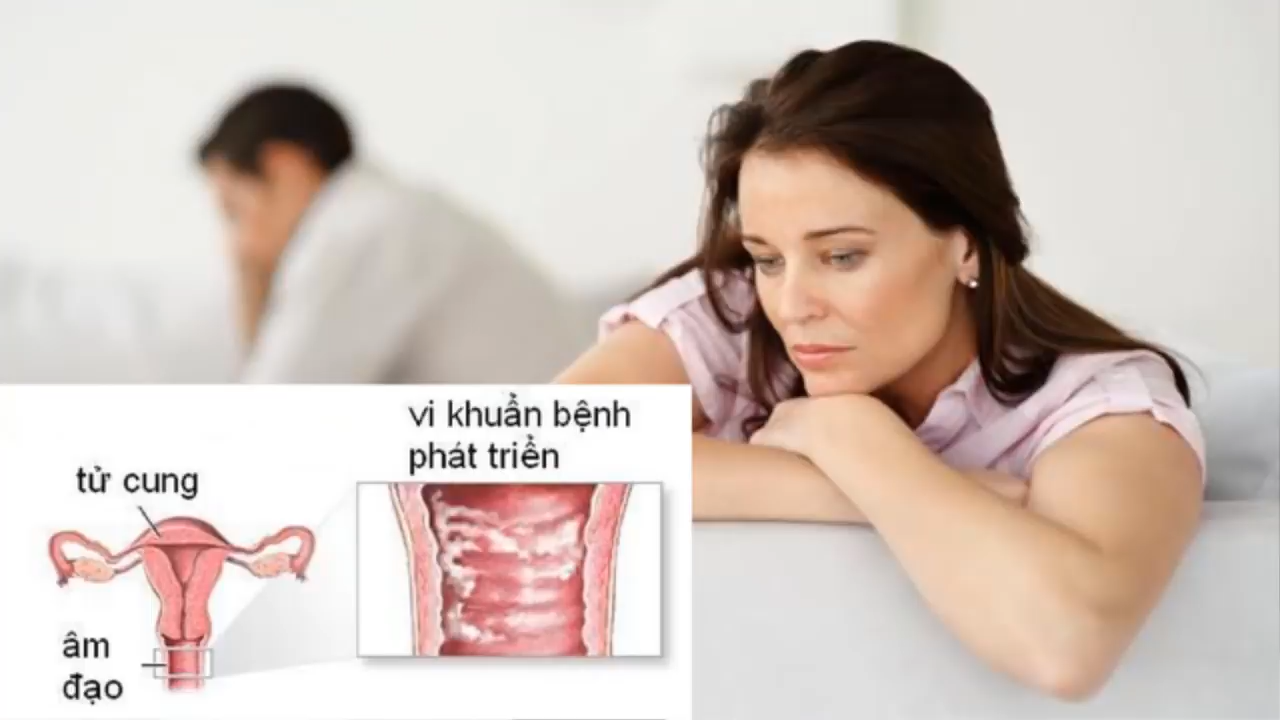 vi khuẩn bệnh
phát triển
tử cung
âm
đạo